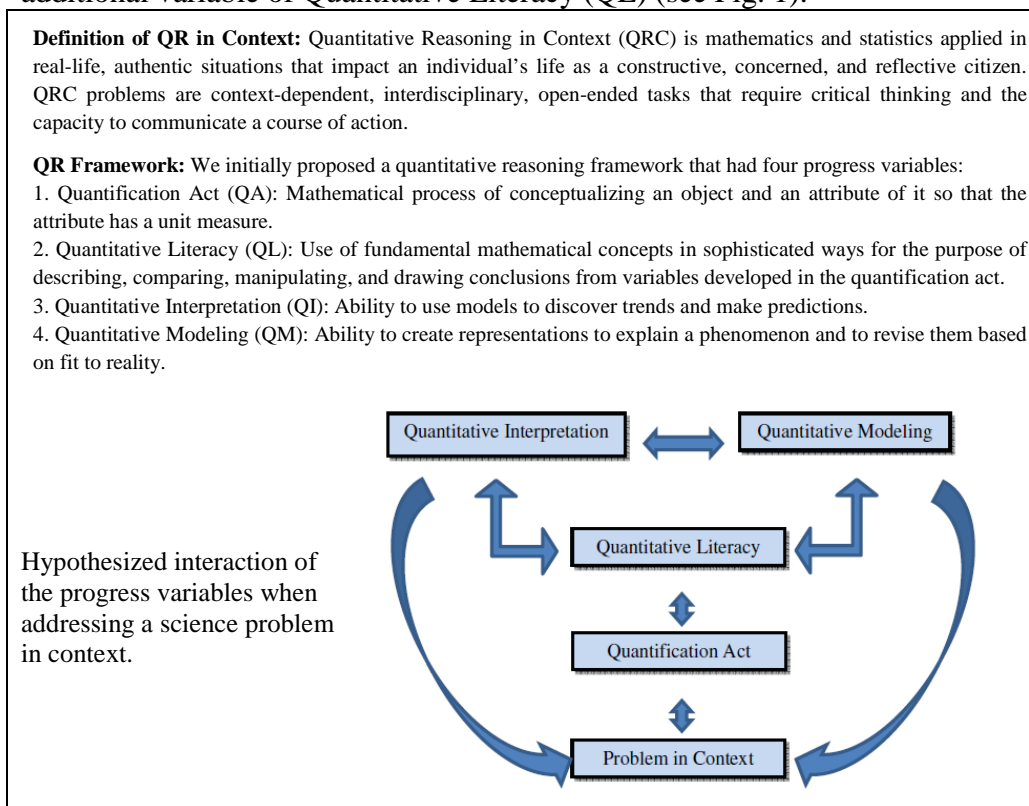 additional variable of Quantitative Literacy (QL) (see Fig. 1).
Definition of QR in Context: Quantitative Reasoning in Context (QRC) is mathematics and statistics applied in
real-life, authentic situations that impact an individual's life as a constructive, concerned, and reflective citizen.
QRC problems are context-dependent, interdisciplinary, open-ended tasks that require critical thinking and the
capacity to communicate a course of action.
QR Framework: We initially proposed a quantitative reasoning framework that had four progress variables:
1. Quantification Act (QA): Mathematical process of conceptualizing an object and an attribute of it so that the
attribute has a unit measure.
2. Quantitative Literacy (QL): Use of fundamental mathematical concepts in sophisticated ways for the purpose of
describing, comparing, manipulating, and drawing conclusions from variables developed in the quantification act.
3. Quantitative Interpretation (QI): Ability to use models to discover trends and make predictions.
4. Quantitative Modeling (QM): Ability to create representations to explain a phenomenon and to revise them based
on fit to reality.
Quantitative Interpretation
Quantitative Modeling
Quantitative Literacy
Quantification Act
Problem in Context
Hypothesized interaction of
the progress variables when
addressing a science problem
in context.